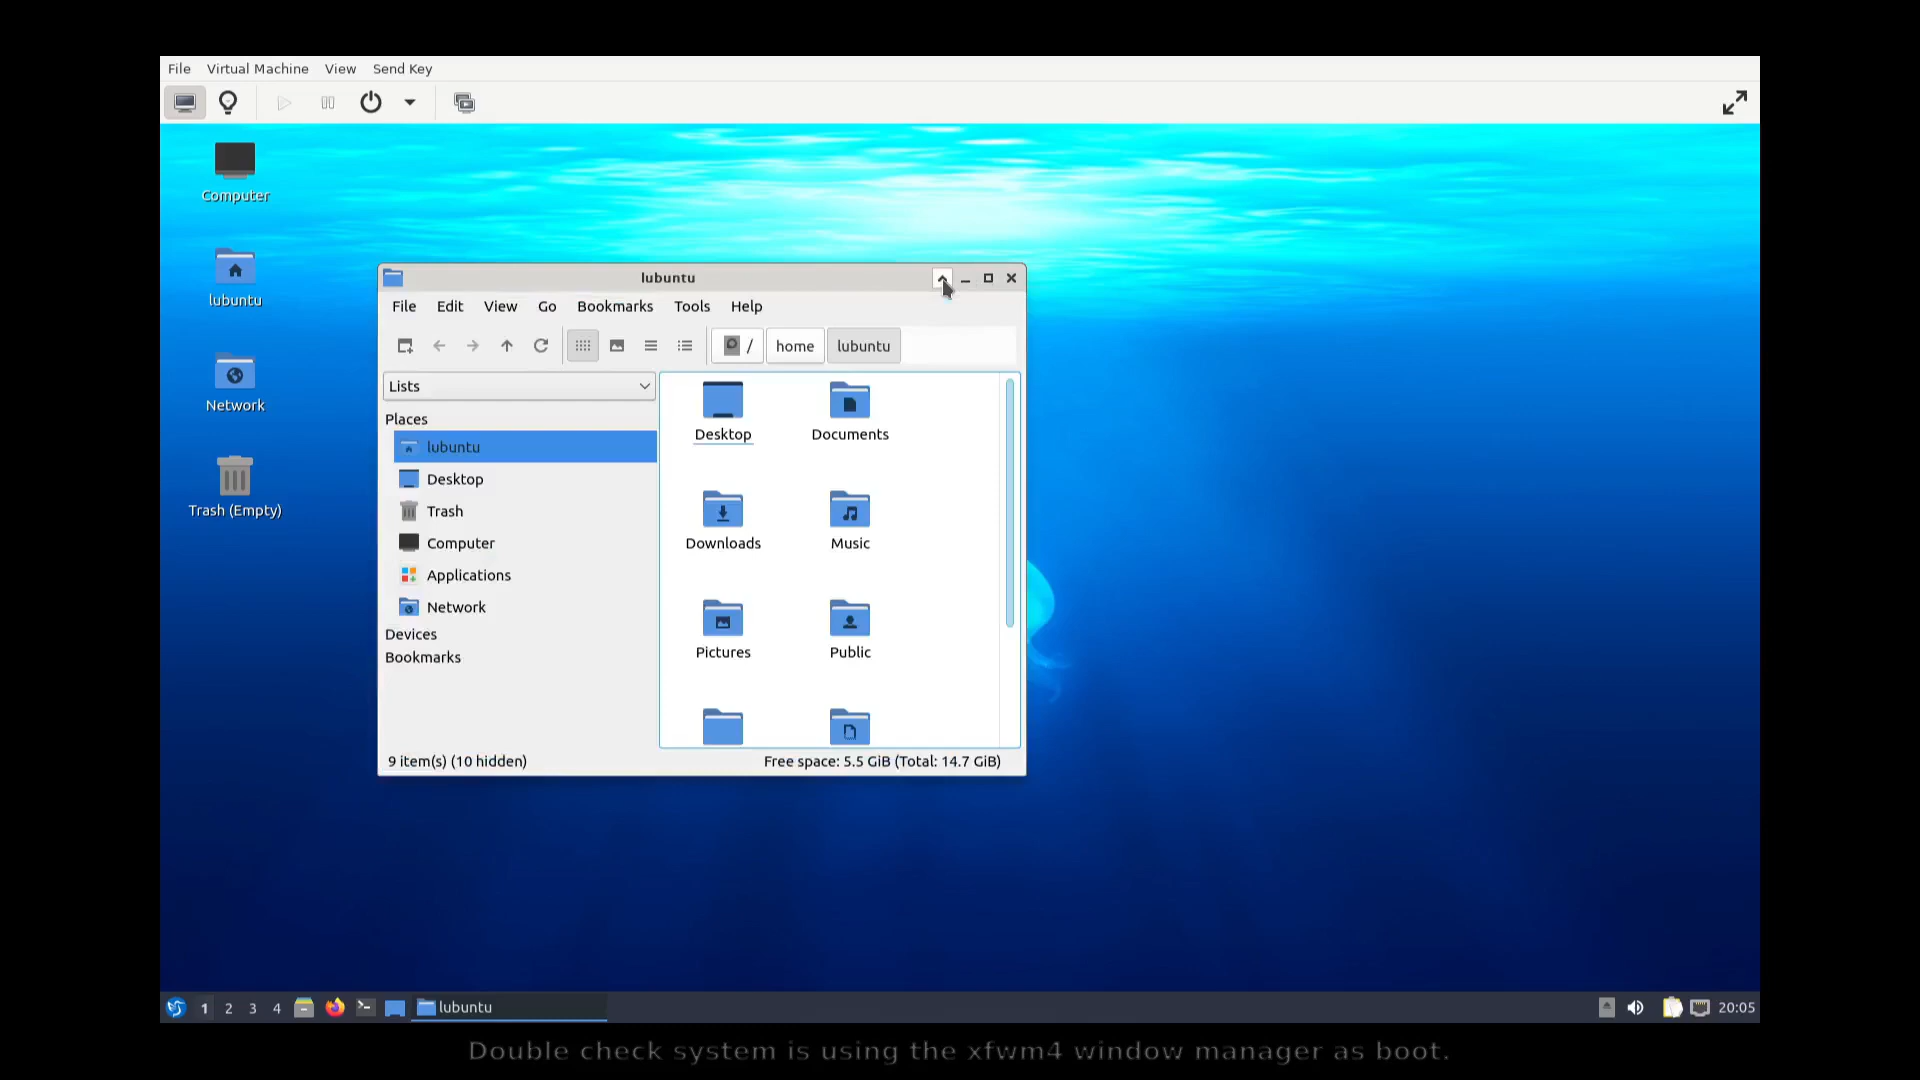 File Virtual Machine View Send Key
Computer
lubuntu
Network
Trash (Empty)
lubuntu
File Edit View Go Bookmarks Tools Help
/ home lubuntu
Lists
Places
lubuntu
Desktop
Trash
Computer
Applications
Network
Devices
Bookmarks
Desktop Documents
Downloads Music
Pictures Public
9 item(s) (10 hidden) Free space: 5.5 GiB (Total: 14.7 GiB)
1 2 3 4 lubuntu 20:05
Double check system is using the xfwm4 window manager as boot.